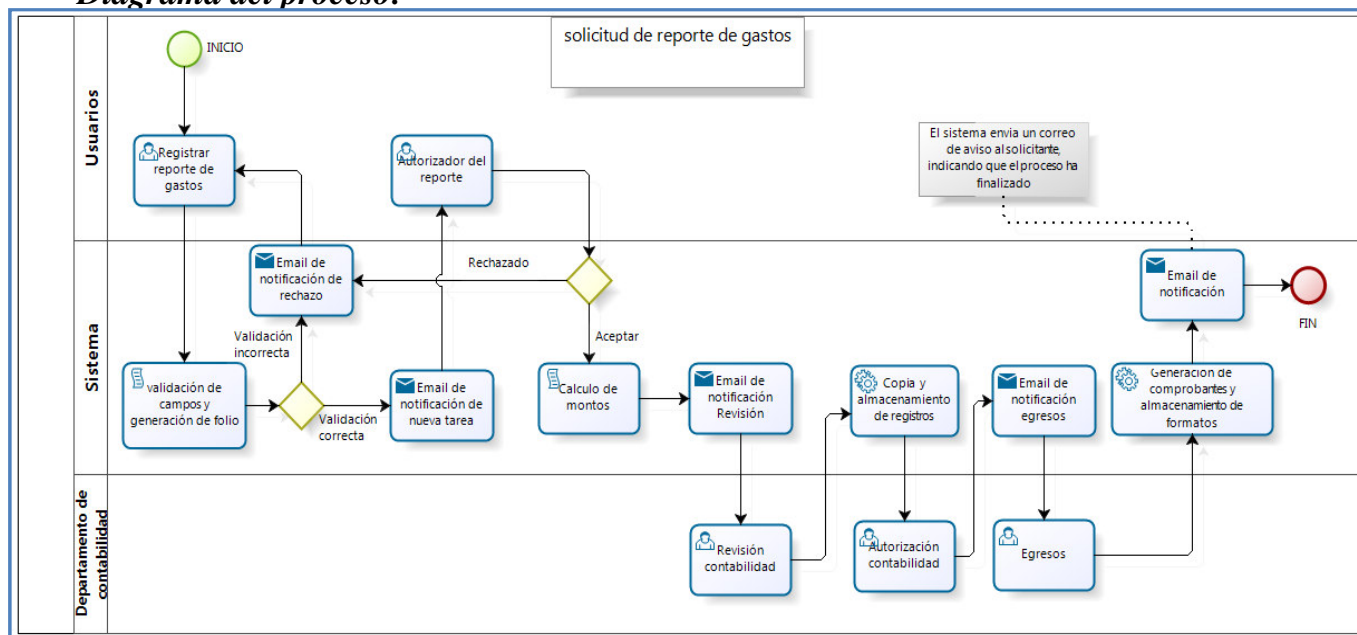 Diagrama del proceso:
solicitud de reporte de gastos
INICIO
Usuarios
Registrar
reporte de
gastos
Autorizador del
reporte
El sistema envia un correo
de aviso al solicitante,
indicando que el proceso ha
finalizado
Sistema
Email de
notificación de
rechazo
Rechazado
Email de
notificación
FIN
Validación
incorrecta
Aceptar
validación de
campos y
generación de folio
Validación
correcta
Email de
notificación de
nueva tarea
Calculo de
montos
Email de
notificación
Revisión
Copia y
almacenamiento
de registros
Email de
notificación
egresos
Generación de
comprobantes y
almacenamiento de
formatos
Departamento de
contabilidad
Revisión
contabilidad
Autorización
contabilidad
Egresos